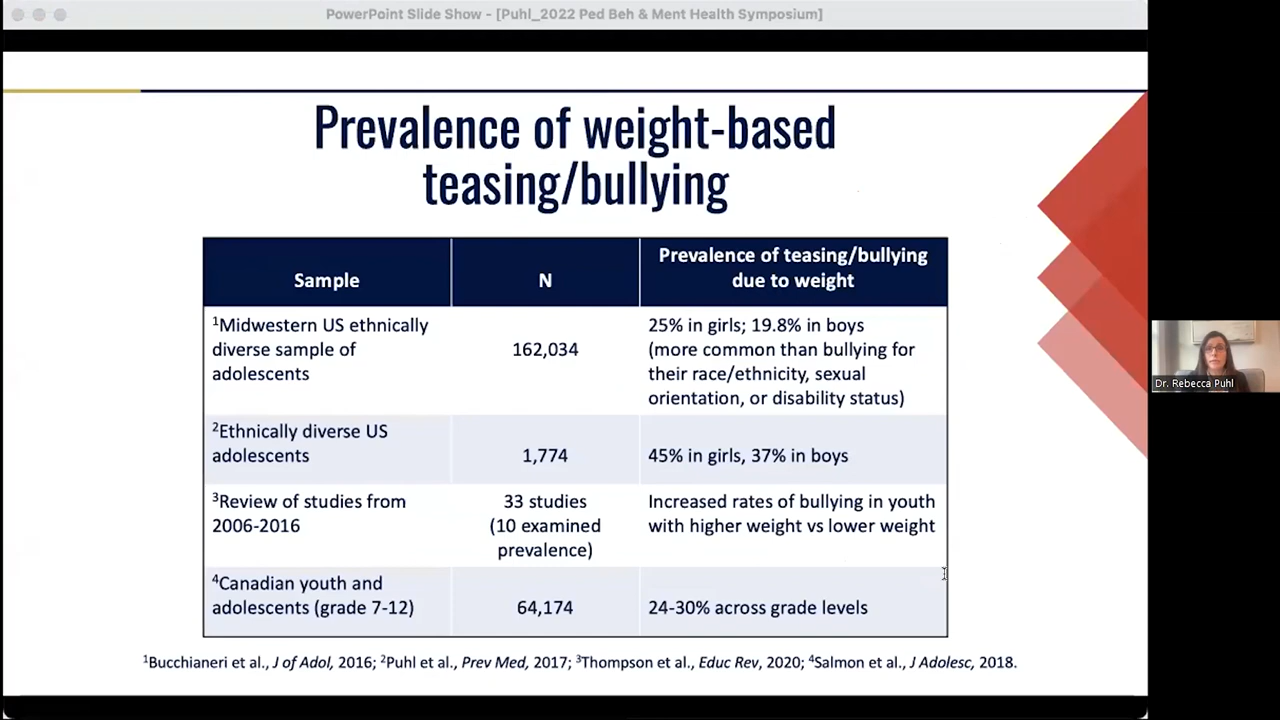 PowerPoint Slide Show - [Puhl_2022 Ped Beh & Ment Health Symposium]
Prevalence of weight-based
teasing/bullying
Sample
N
Prevalence of teasing/bullying
due to weight
¹Midwestern US ethnically
diverse sample of
adolescents
162,034
25% in girls; 19.8% in boys
(more common than bullying for
their race/ethnicity, sexual
orientation, or disability status)
²Ethnically diverse US
adolescents
1,774
45% in girls, 37% in boys
³Review of studies from
2006-2016
33 studies
(10 examined
prevalence)
Increased rates of bullying in youth
with higher weight vs lower weight
⁴Canadian youth and
adolescents (grade 7-12)
64,174
24-30% across grade levels
¹Bucchianeri et al., J of Adol, 2016; ²Puhl et al., Prev Med, 2017; ³Thompson et al., Educ Rev, 2020; ⁴Salmon et al., J Adolesc, 2018.
Dr. Rebecca Puhl